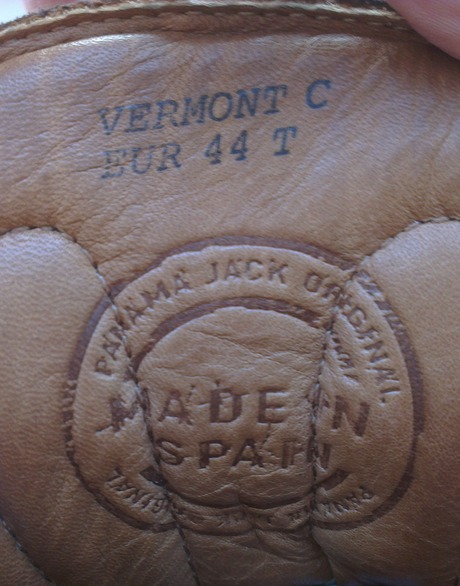 VERMONT C
EUR 44 T
PANAMA JACK ORIGINAL.
MADE IN
SPAIN